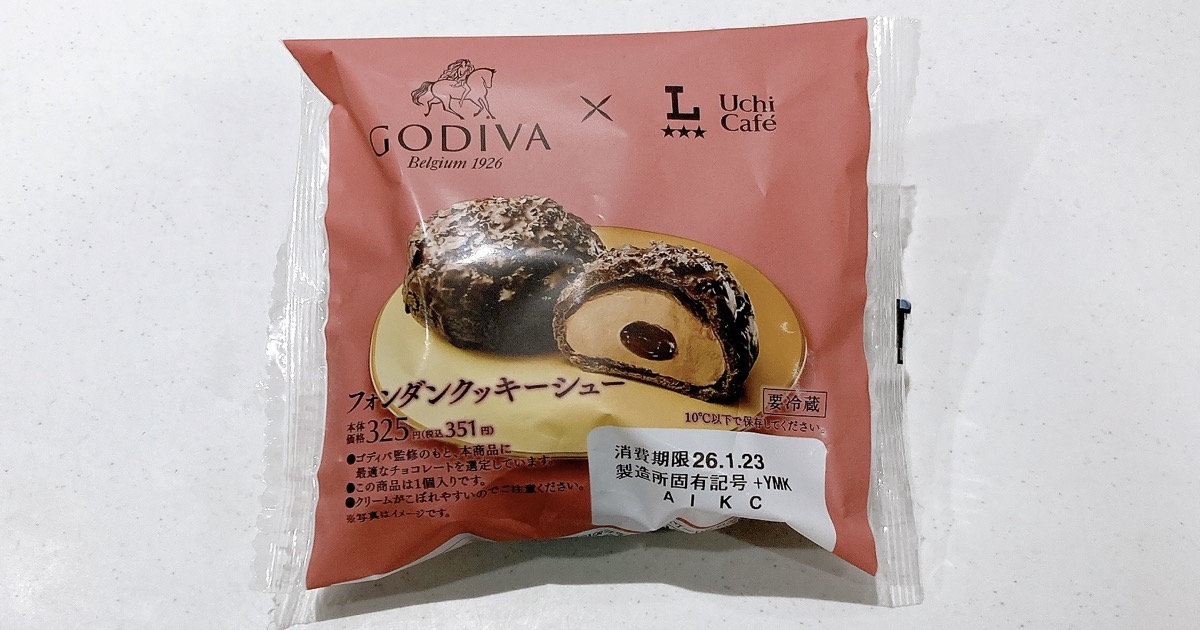 GODIVA
Belgium 1926
×
L
★★★
Uchi
Café
フォンダンクッキーシュー
本体
価格325円(税込351円)
●ゴディバ監修のもと、本商品に
最適なチョコレートを選定しています。
●この商品は1個入りです。
●クリームがこぼれやすいのでご注意ください。
※写真はイメージです。
要冷蔵
10℃以下で保存してください。
消費期限26.1.23
製造所固有記号+YMK
A I K C